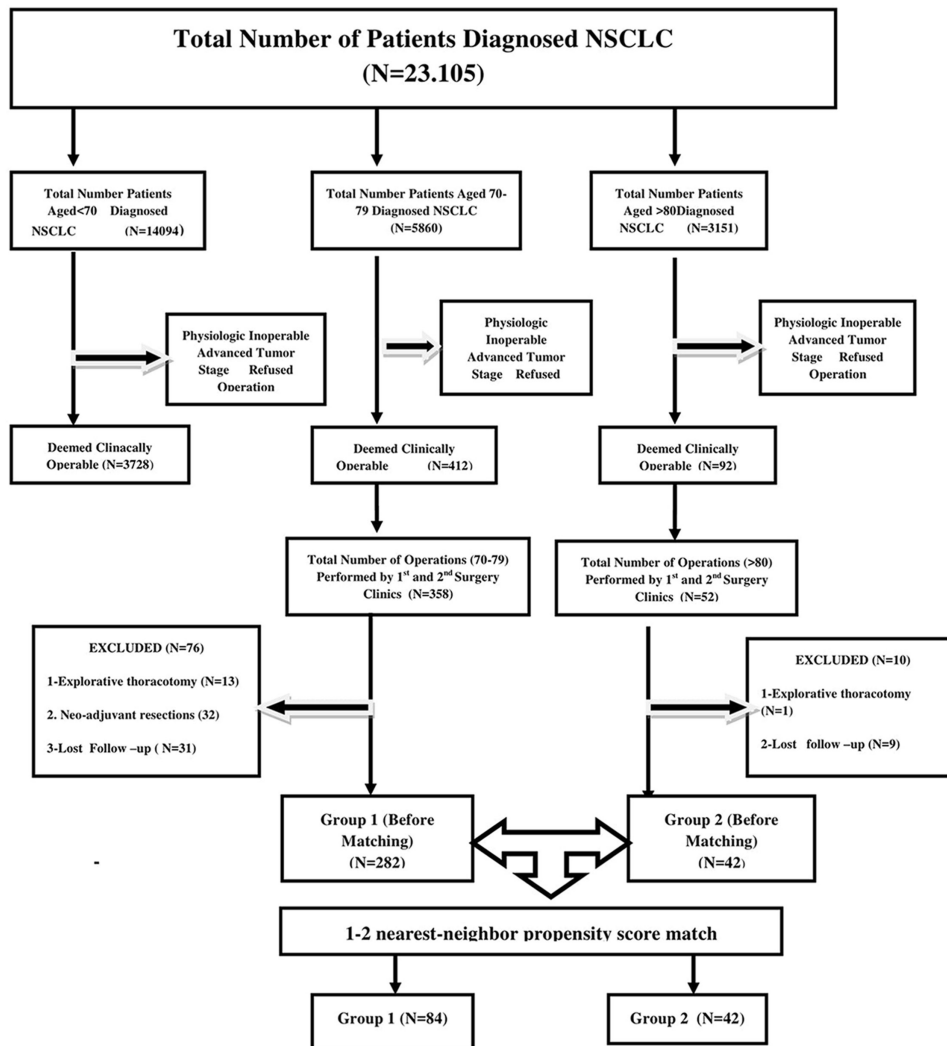 Total Number of Patients Diagnosed NSCLC
(N=23.105)
Total Number Patients
Aged<70 Diagnosed
NSCLC (N=14094)
Total Number Patients Aged 70-
79 Diagnosed NSCLC
(N=5860)
Total Number Patients
Aged >80Diagnosed
NSCLC (N=3151)
Physiologic Inoperable
Advanced Tumor
Stage Refused
Operation
Physiologic
Inoperable
Advanced Tumor
Stage Refused
Physiologic Inoperable
Advanced Tumor
Stage Refused
Operation
Deemed Clinacally
Operable (N=3728)
Deemed Clinically
Operable (N=412)
Deemed Clinically
Operable (N=92)
Total Number of Operations (70-79)
Performed by 1st and 2nd Surgery
Clinics (N=358)
Total Number of Operations (>80)
Performed by 1st and 2nd Surgery
Clinics (N=52)
EXCLUDED (N=76)
1-Explorative thoracotomy (N=13)
2. Neo-adjuvant resections (32)
3-Lost Follow –up ( N=31)
EXCLUDED (N=10)
1-Explorative thoracotomy
(N=1)
2-Lost follow –up (N=9)
Group 1 (Before
Matching)
(N=282)
Group 2 (Before
Matching)
(N=42)
-
1-2 nearest-neighbor propensity score match
Group 1 (N=84)
Group 2 (N=42)